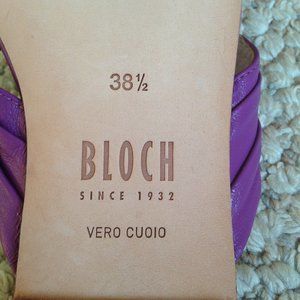 38½
BLOCH
SINCE 1932
VERO CUOIO